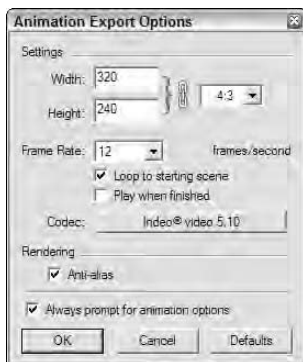 Animation Export Options
Settings
Width: 320
4:3
Height: 240
Frame Rate: 12 frames/second
Loop to starting scene
Play when finished
Codec: Indeo® video 5.10
Rendering
Anti-alias
Always prompt for animation options
OK Cancel Defaults